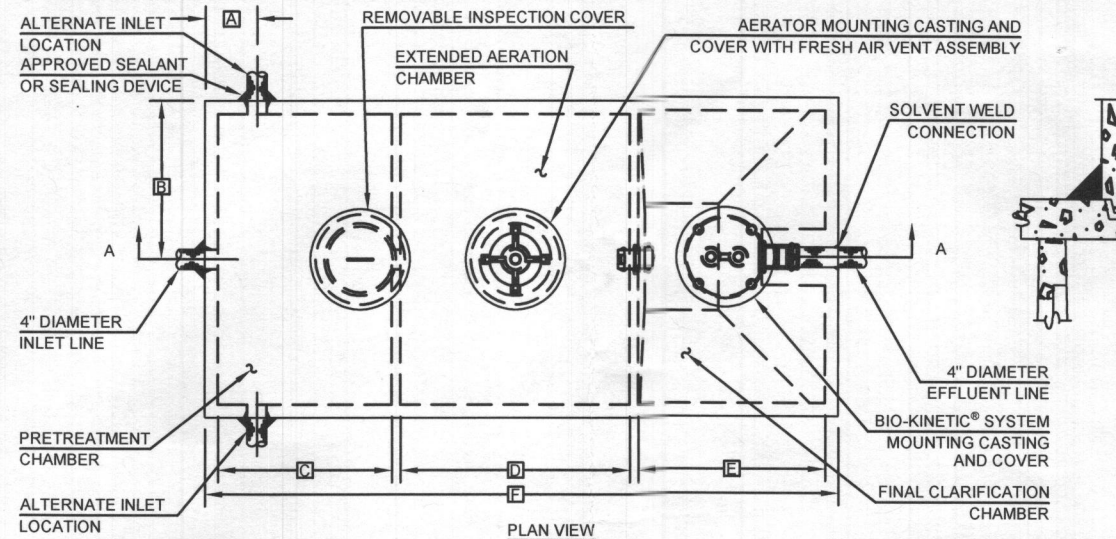 ALTERNATE INLET
LOCATION
APPROVED SEALANT
OR SEALING DEVICE
A
REMOVABLE INSPECTION COVER
EXTENDED AERATION
CHAMBER
AERATOR MOUNTING CASTING AND
COVER WITH FRESH AIR VENT ASSEMBLY
SOLVENT WELD
CONNECTION
B
A
A
4" DIAMETER
INLET LINE
4" DIAMETER
EFFLUENT LINE
PRETREATMENT
CHAMBER
BIO-KINETIC® SYSTEM
MOUNTING CASTING
AND COVER
C
D
E
F
ALTERNATE INLET
LOCATION
FINAL CLARIFICATION
CHAMBER
PLAN VIEW